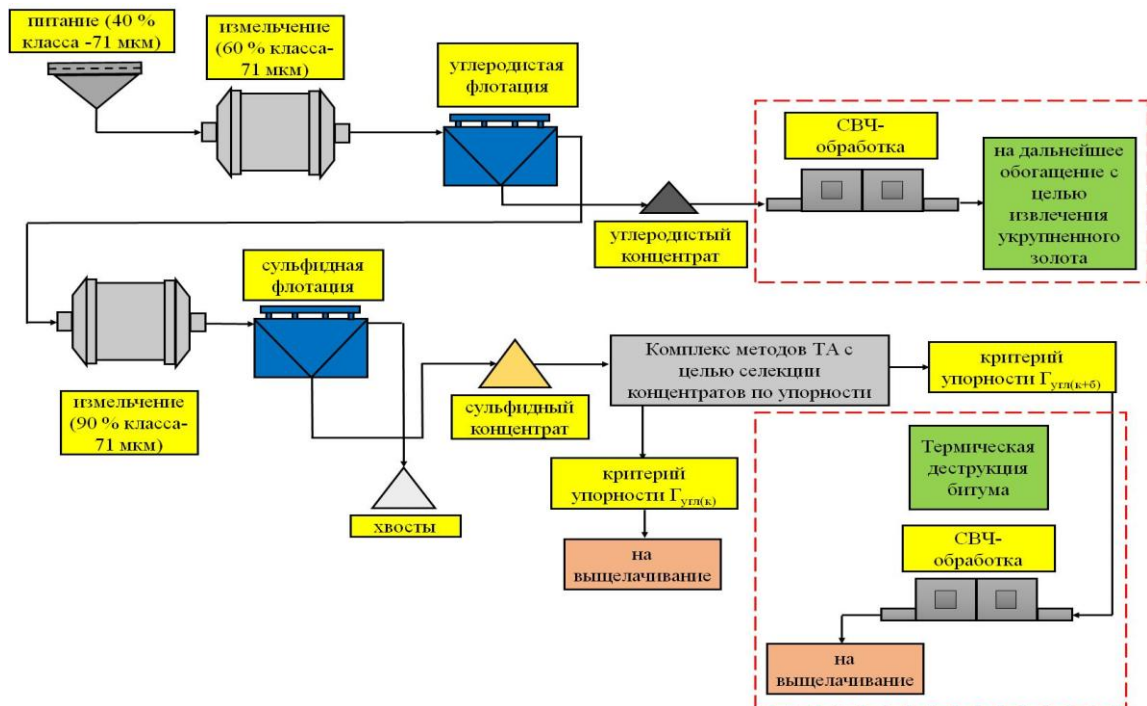 питание (40 %
класса -71 мкм)
измельчение
(60 % класса-
71 мкм)
углеродистая
флотация
СВЧ-
обработка
на дальнейшее
обогащение с
целью
извлечения
укрупненного
золота
углеродистый
концентрат
сульфидная
флотация
измельчение
(90 % класса-
71 мкм)
сульфидный
концентрат
хвосты
Комплекс методов ТА с
целью селекции
концентратов по упорности
критерий
упорности Гугл(к+б)
критерий
упорности Гугл(к)
на
выщелачивание
Термическая
деструкция
битума
СВЧ-
обработка
на
выщелачивание